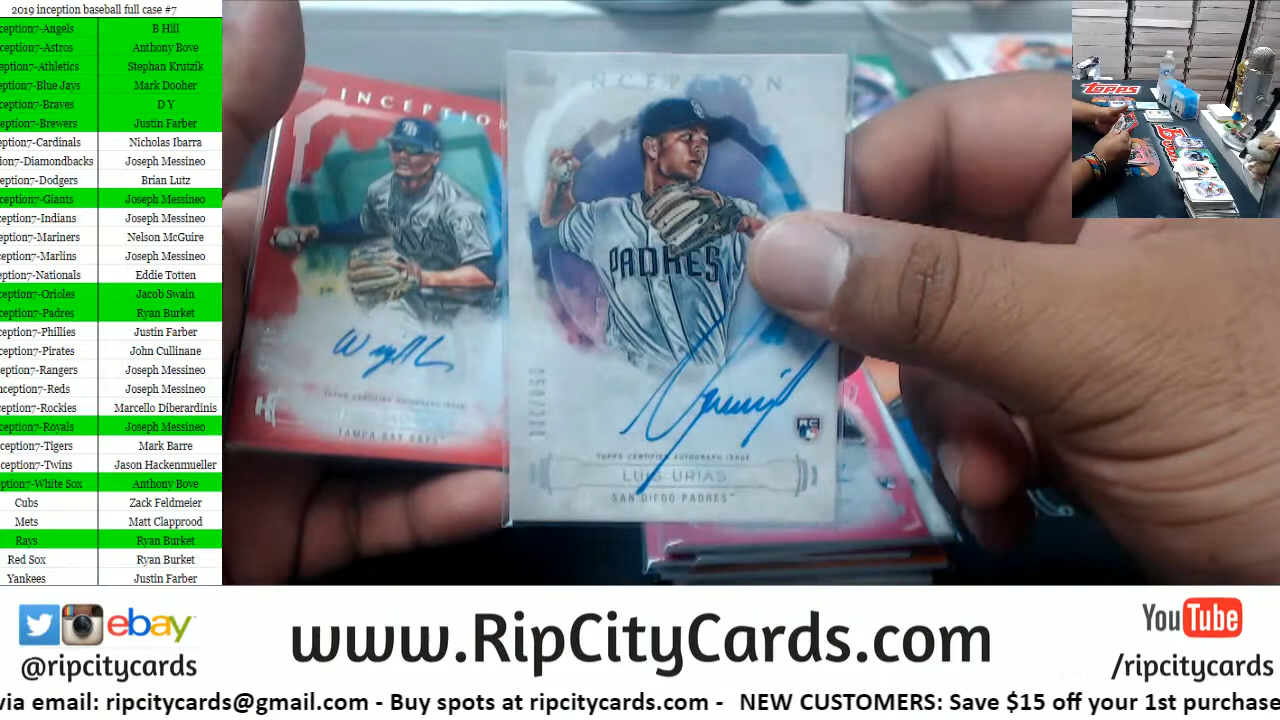 2019 inception baseball full case #7
ception7-Angels B Hill
ception7-Astros Anthony Bove
ception7-Athletics Stephan Krutzik
ception7-Blue Jays Mark Dooher
ception7-Braves D Y
ception7-Brewers Justin Farber
ception7-Cardinals Nicholas Ibarra
ion7-Diamondbacks Joseph Messineo
ception7-Dodgers Brian Lutz
ception7-Giants Joseph Messineo
ception7-Indians Joseph Messineo
ception7-Mariners Nelson McGuire
ception7-Marlins Joseph Messineo
ception7-Nationals Eddie Totten
ception7-Orioles Jacob Swain
ception7-Padres Ryan Burket
ception7-Phillies Justin Farber
ception7-Pirates John Cullinane
ception7-Rangers Joseph Messineo
nception7-Reds Joseph Messineo
ception7-Rockies Marcello Diberardinis
ception7-Royals Joseph Messineo
ception7-Tigers Mark Barre
ception7-Twins Jason Hackenmueller
ception7-White Sox Anthony Bove
Cubs Zack Feldmeier
Mets Matt Clapprood
Rays Ryan Burket
Red Sox Ryan Burket
Yankees Justin Farber
INCEPTION
TAMPA BAY RAYS
INCEPTION
PADRES
RC
TOPPS CERTIFIED AUTOGRAPH ISSUE
LUIS URIAS
SAN DIEGO PADRES™
Topps
ebay
@ripcitycards
www.RipCityCards.com
YouTube
/ripcitycards
via email: ripcitycards@gmail.com - Buy spots at ripcitycards.com - NEW CUSTOMERS: Save $15 off your 1st purchase